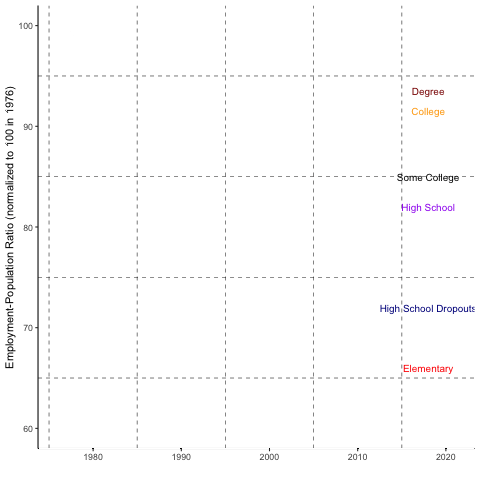 Employment-Population Ratio (normalized to 100 in 1976)
100
90
80
70
60
Degree
College
Some College
High School
High School Dropouts
Elementary
1980
1990
2000
2010
2020